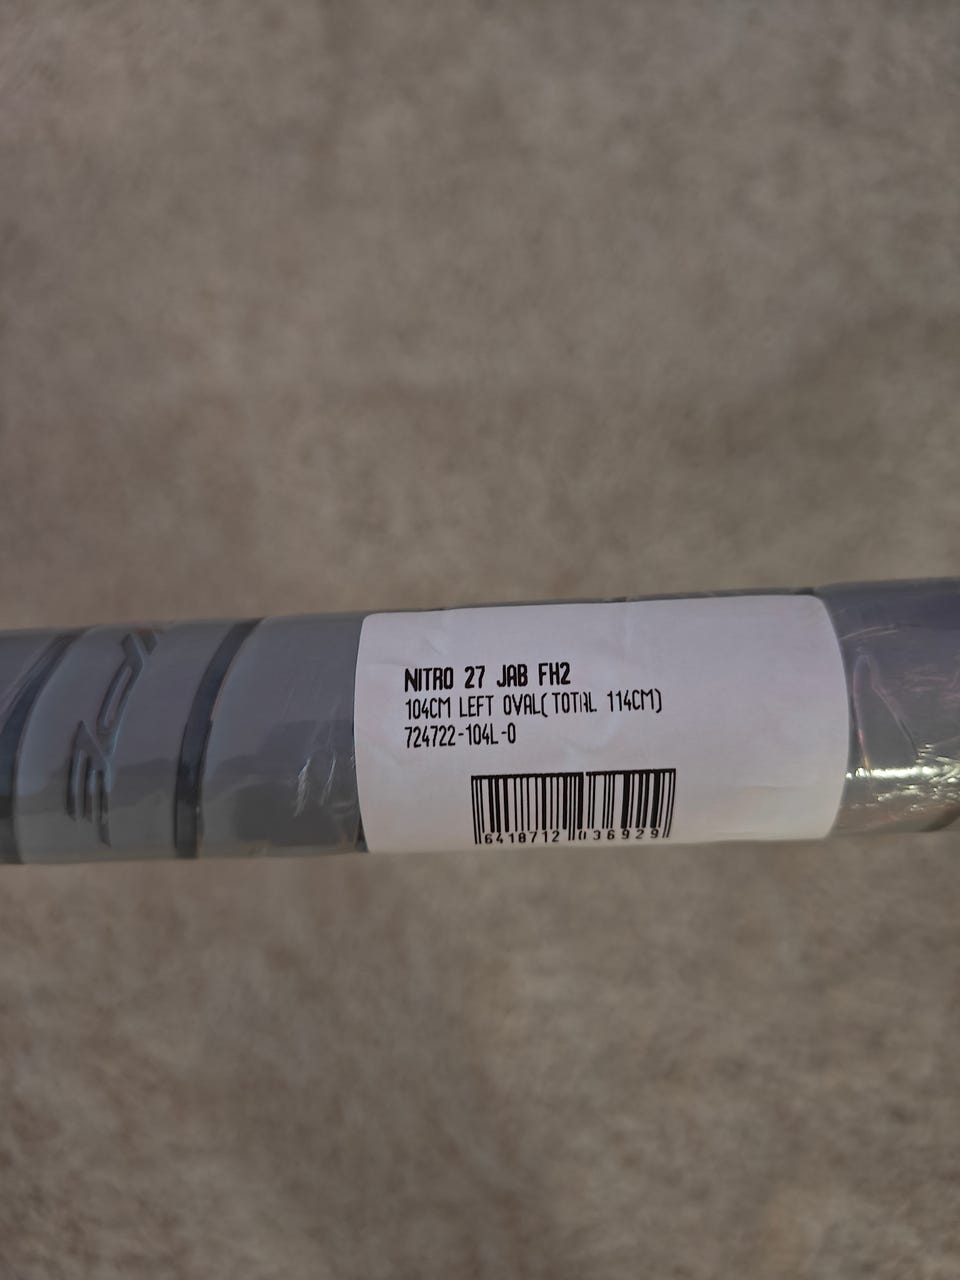 NITRO 27 JAB FH2
104CM LEFT OVAL(TOTAL 114CM)
724722-104L-0
6418712 036929